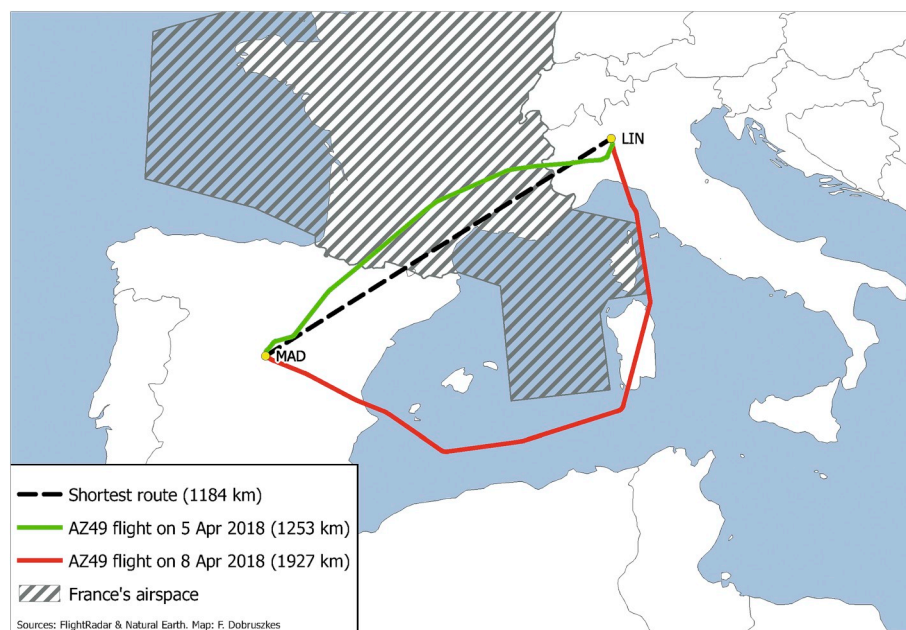 LIN
MAD
Shortest route (1184 km)
AZ49 flight on 5 Apr 2018 (1253 km)
AZ49 flight on 8 Apr 2018 (1927 km)
France's airspace
Sources: FlightRadar & Natural Earth. Map: F. Dobruszkes